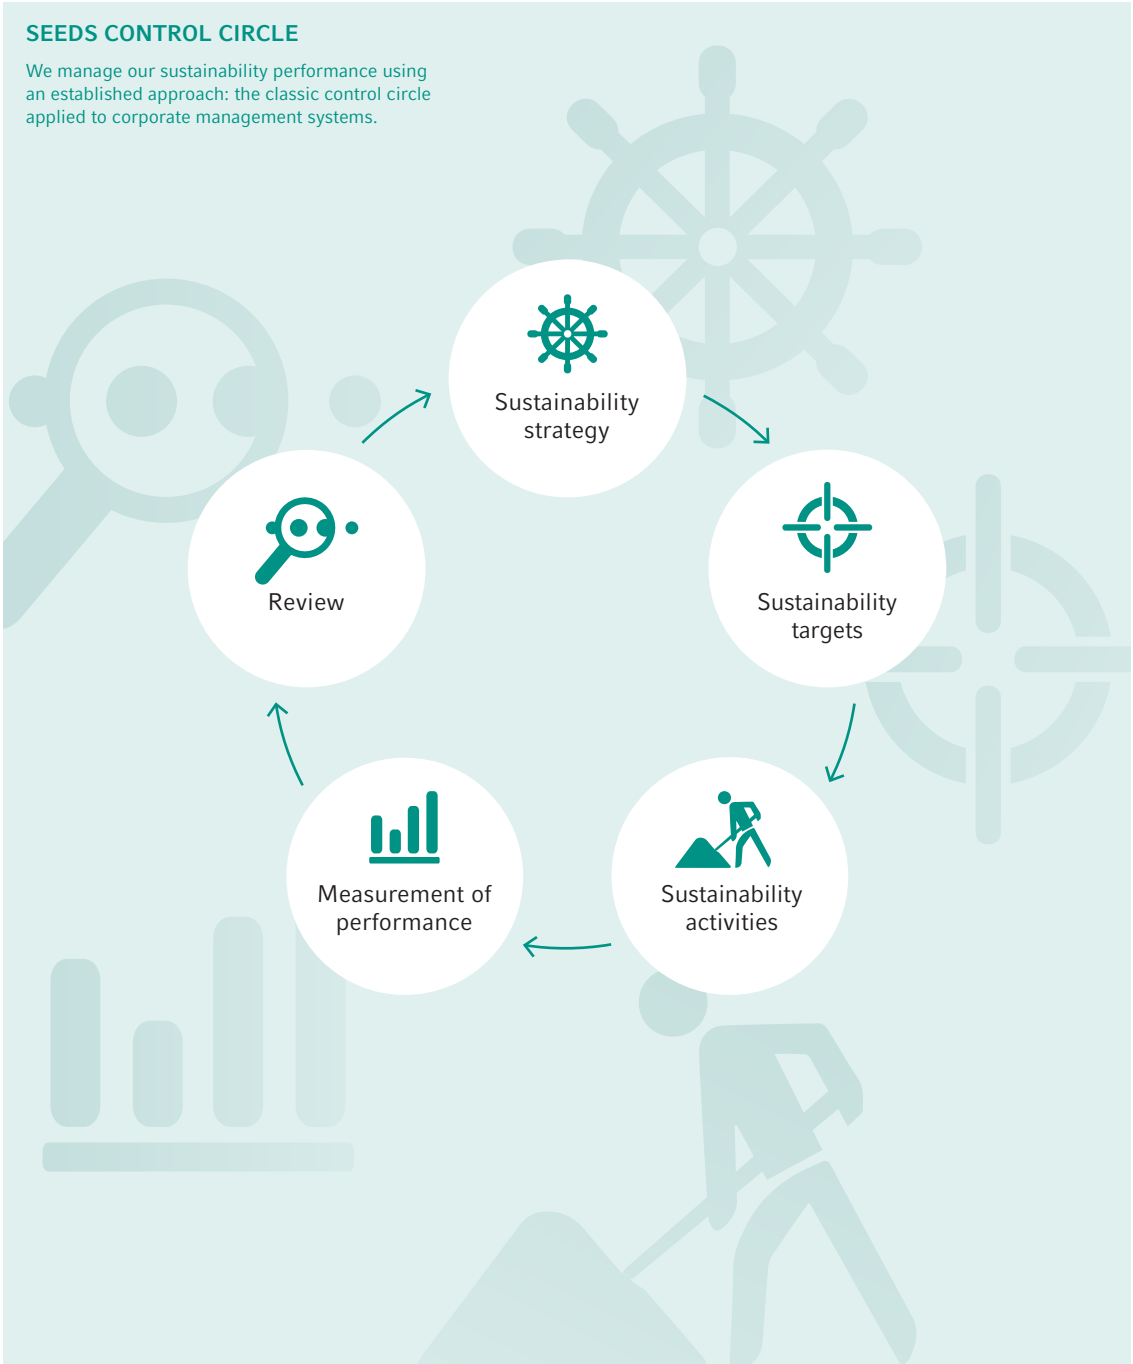 SEEDS CONTROL CIRCLE
We manage our sustainability performance using
an established approach: the classic control circle
applied to corporate management systems.
Sustainability
strategy
Sustainability
targets
Sustainability
activities
Measurement of
performance
Review